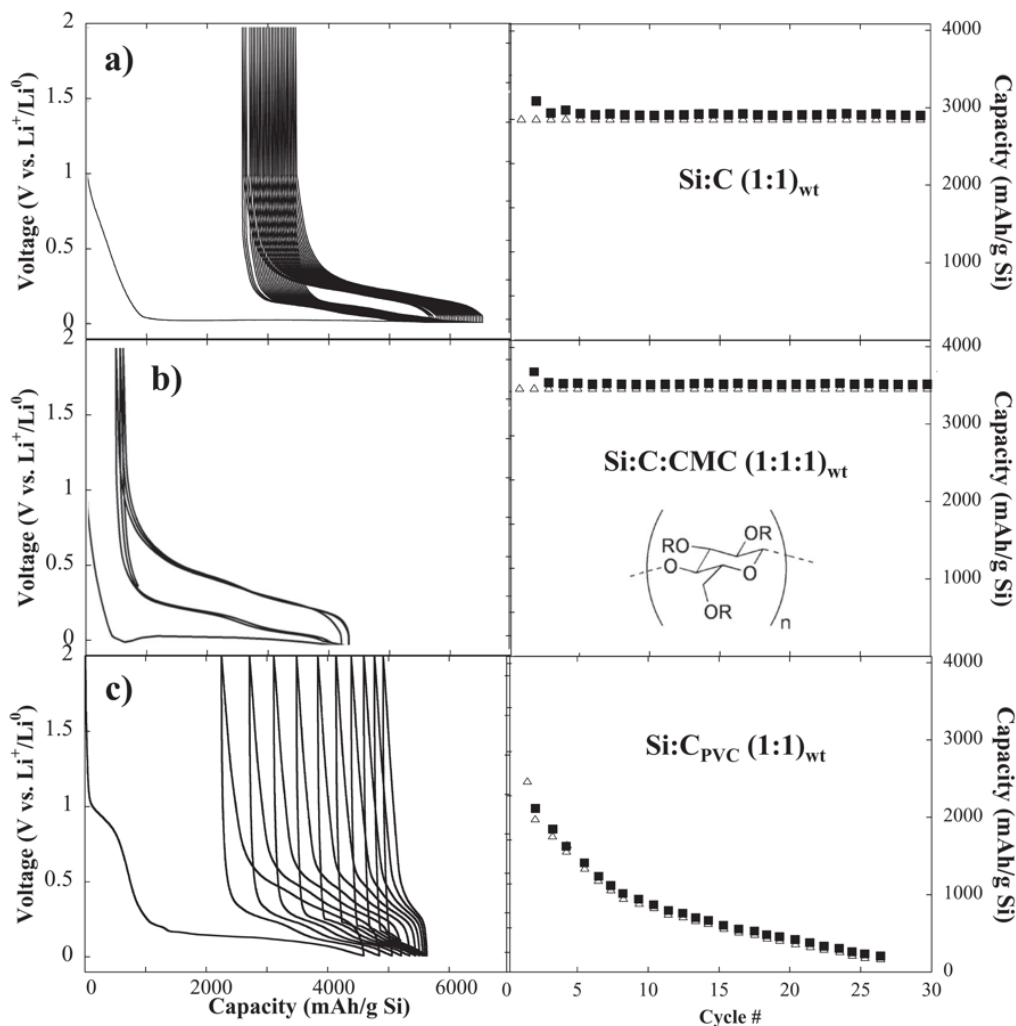 a)
Voltage (V vs. Li⁺/Li⁰)
2
1.5
1
0.5
0
Si:C (1:1)wt
4000
3000
2000
1000
Capacity (mAh/g Si)
b)
Voltage (V vs. Li⁺/Li⁰)
2
1.5
1
0.5
0
Si:C:CMC (1:1:1)wt
RO
OR
O
O
OR
n
4000
3000
2000
1000
Capacity (mAh/g Si)
c)
Voltage (V vs. Li⁺/Li⁰)
2
1.5
1
0.5
0
0
2000
4000
6000
Capacity (mAh/g Si)
Si:CPVC (1:1)wt
4000
3000
2000
1000
0
Capacity (mAh/g Si)
0
5
10
15
20
25
30
Cycle #